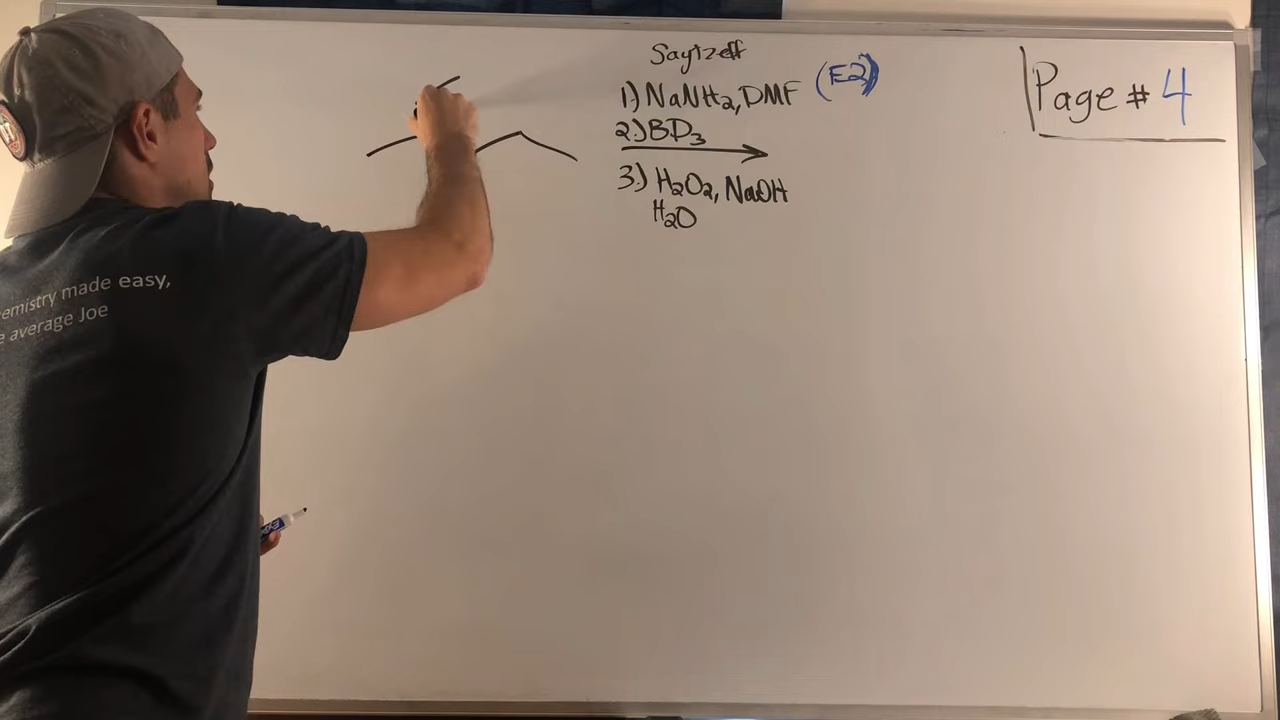 Saytzeff
1) NaNH2, DMF (E2)
2.) BD3
3.) H2O2, NaOH
H2O
Page # 4
emistry made easy,
e average Joe